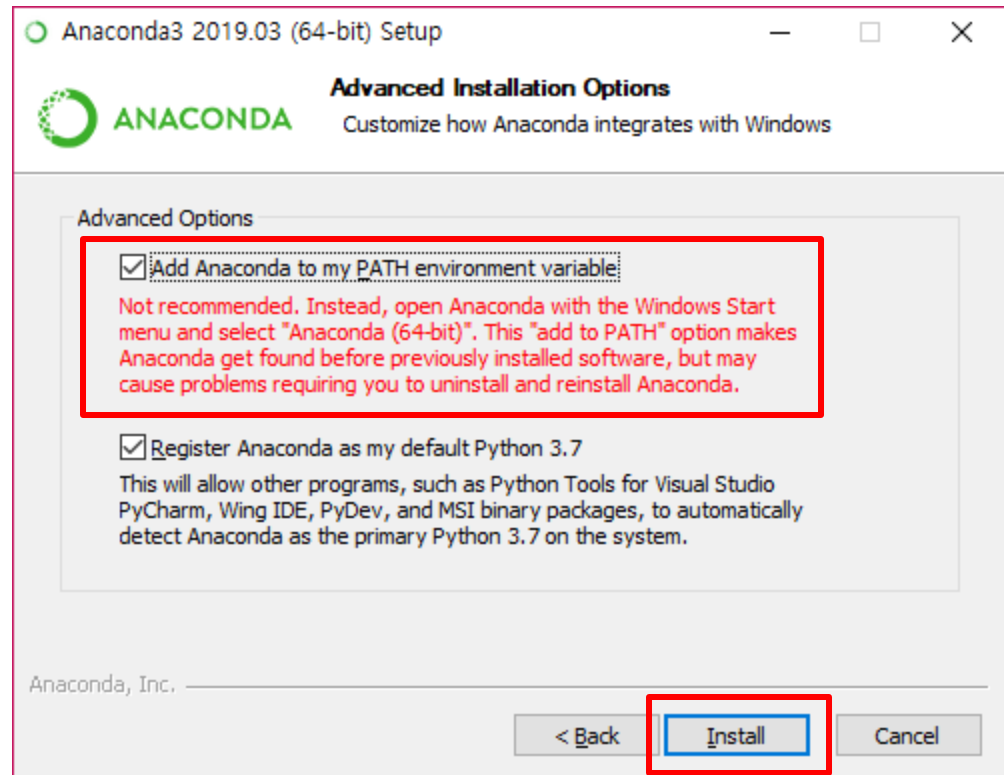 Anaconda3 2019.03 (64-bit) Setup
ANACONDA
Advanced Installation Options
Customize how Anaconda integrates with Windows
Advanced Options
Add Anaconda to my PATH environment variable
Not recommended. Instead, open Anaconda with the Windows Start
menu and select "Anaconda (64-bit)". This "add to PATH" option makes
Anaconda get found before previously installed software, but may
cause problems requiring you to uninstall and reinstall Anaconda.
Register Anaconda as my default Python 3.7
This will allow other programs, such as Python Tools for Visual Studio
PyCharm, Wing IDE, PyDev, and MSI binary packages, to automatically
detect Anaconda as the primary Python 3.7 on the system.
Anaconda, Inc.
< Back
Install
Cancel